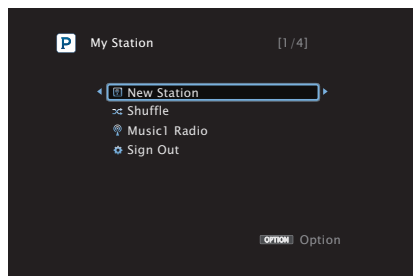 P My Station [1/4]
New Station
Shuffle
Music1 Radio
Sign Out
OPTION Option